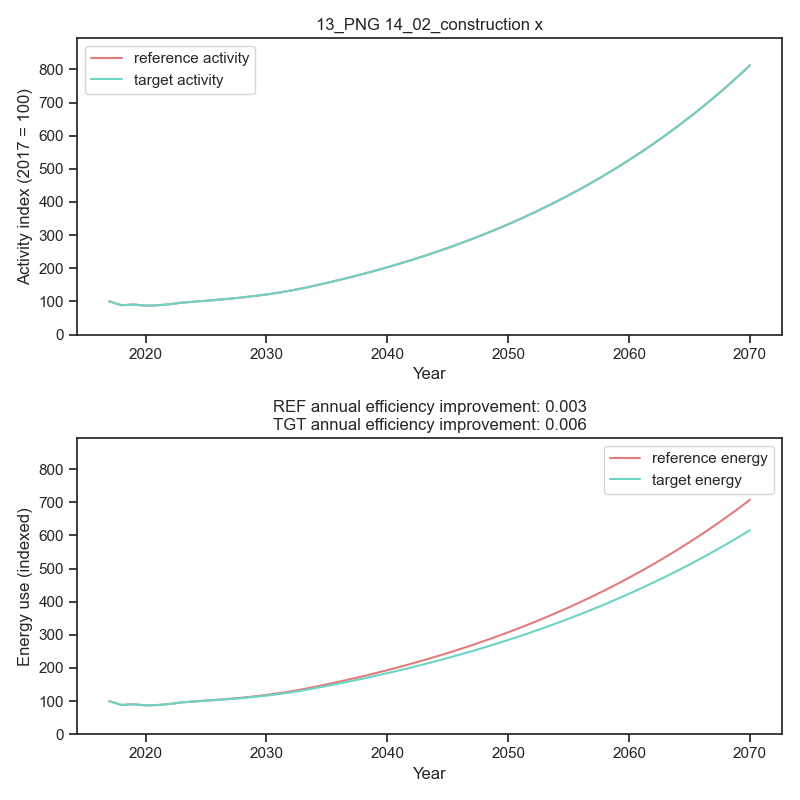 13_PNG 14_02_construction x
reference activity
target activity
Activity index (2017 = 100)
800
700
600
500
400
300
200
100
0
2020 2030 2040 2050 2060 2070
Year
REF annual efficiency improvement: 0.003
TGT annual efficiency improvement: 0.006
reference energy
target energy
Energy use (indexed)
800
700
600
500
400
300
200
100
0
2020 2030 2040 2050 2060 2070
Year